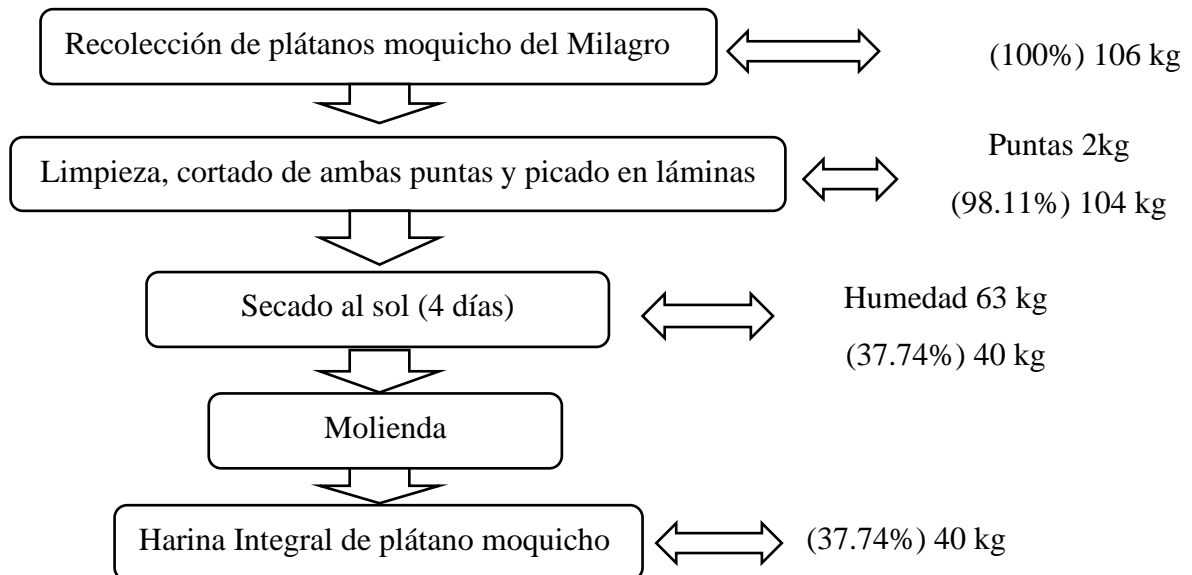 Recolección de plátanos moquicho del Milagro
(100%) 106 kg
Limpieza, cortado de ambas puntas y picado en láminas
Puntas 2kg
(98.11%) 104 kg
Secado al sol (4 días)
Humedad 63 kg
(37.74%) 40 kg
Molienda
Harina Integral de plátano moquicho
(37.74%) 40 kg